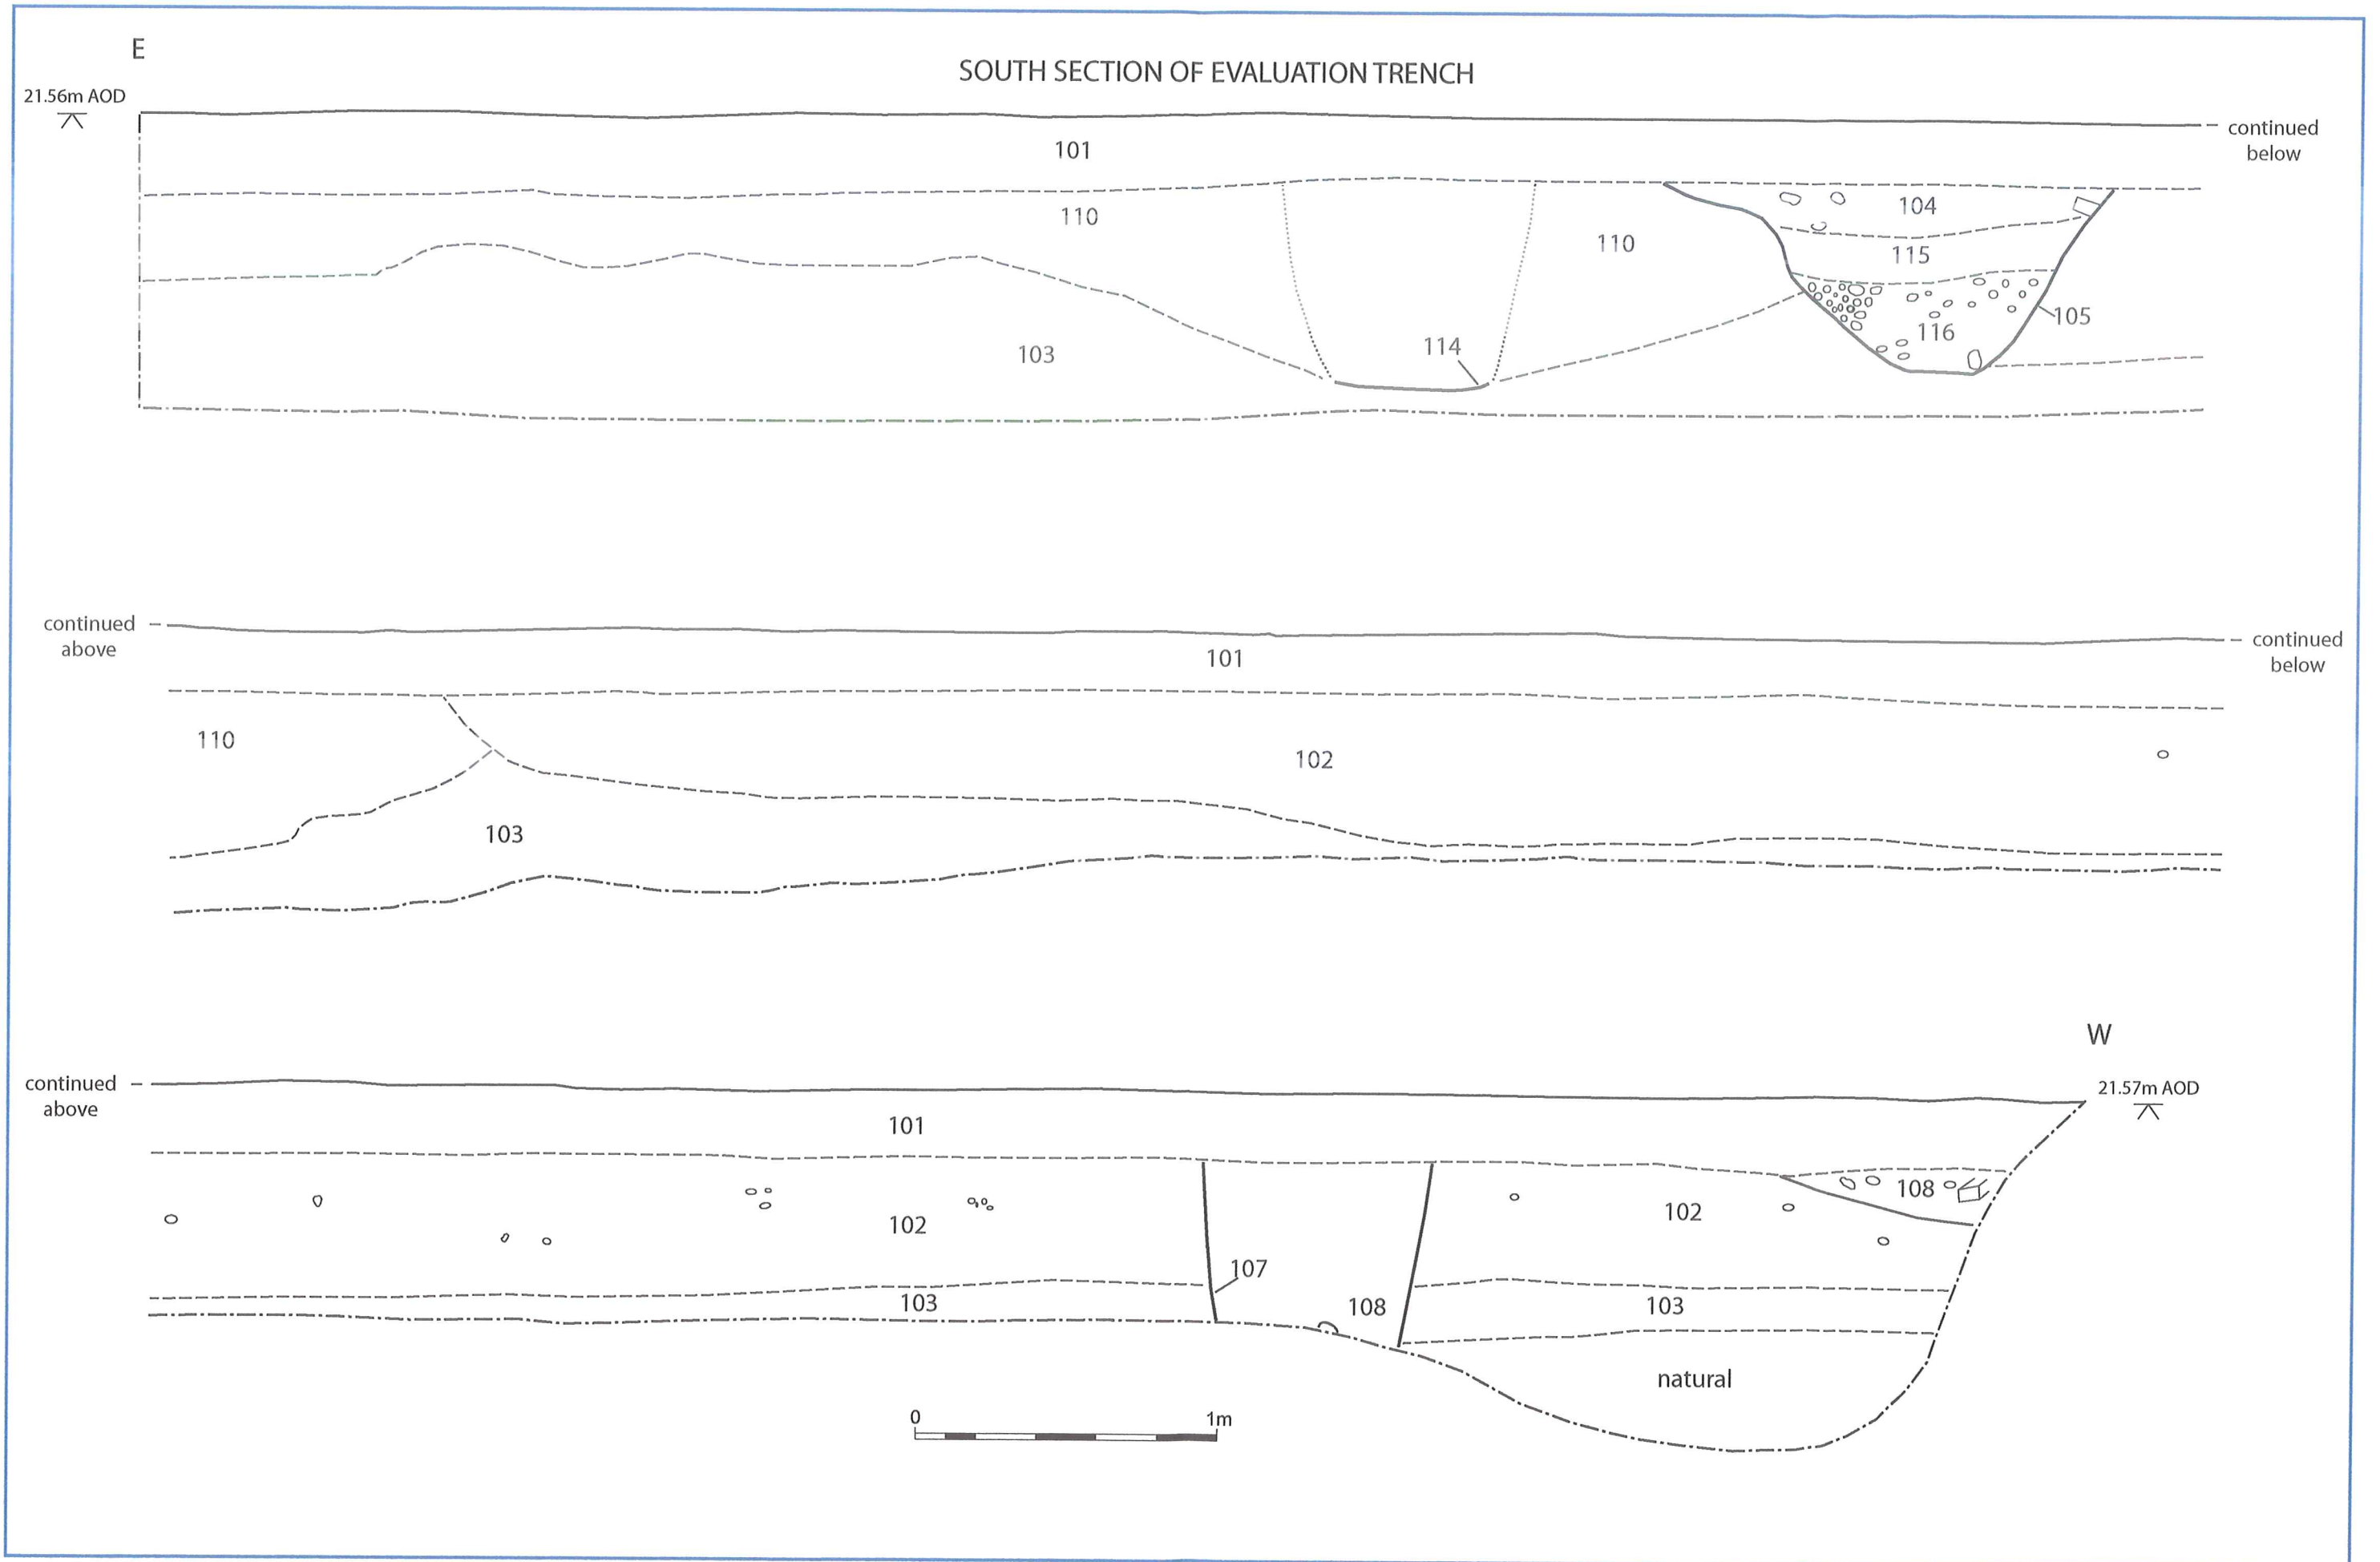 E
SOUTH SECTION OF EVALUATION TRENCH
21.56m AOD
continued
below
101
110
104
110
115
105
116
114
103
continued
above
continued
below
101
110
102
103
W
continued
above
21.57m AOD
101
108
102
102
107
103
108
103
natural
0 1m